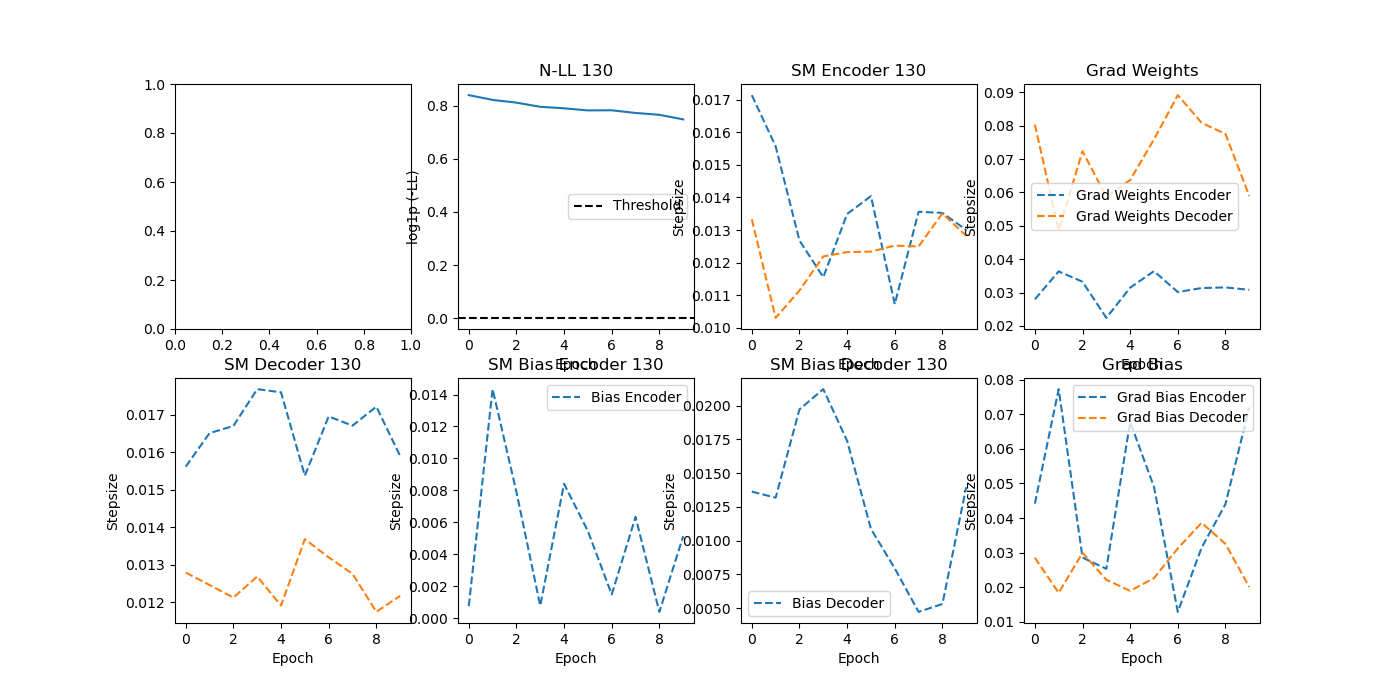 N-LL 130
SM Encoder 130
Grad Weights
1.0
0.8
0.6
0.4
0.2
0.0
0.0 0.2 0.4 0.6 0.8 1.0
log1p (-LL)
0.8
0.6
0.4
0.2
0.0
Threshold
0 2 4 6 8
Epoch
Stepsize
0.017
0.016
0.015
0.014
0.013
0.012
0.011
0.010
0 2 4 6 8
Epoch
Stepsize
0.09
0.08
0.07
0.06
0.05
0.04
0.03
0.02
Grad Weights Encoder
Grad Weights Decoder
0 2 4 6 8
Epoch
SM Decoder 130
SM Bias Encoder 130
SM Bias Decoder 130
Grad Bias
Stepsize
0.017
0.016
0.015
0.014
0.013
0.012
0 2 4 6 8
Epoch
Stepsize
0.014
0.012
0.010
0.008
0.006
0.004
0.002
0.000
Bias Encoder
0 2 4 6 8
Epoch
Stepsize
0.0200
0.0175
0.0150
0.0125
0.0100
0.0075
0.0050
Bias Decoder
0 2 4 6 8
Epoch
Stepsize
0.08
0.07
0.06
0.05
0.04
0.03
0.02
0.01
Grad Bias Encoder
Grad Bias Decoder
0 2 4 6 8
Epoch